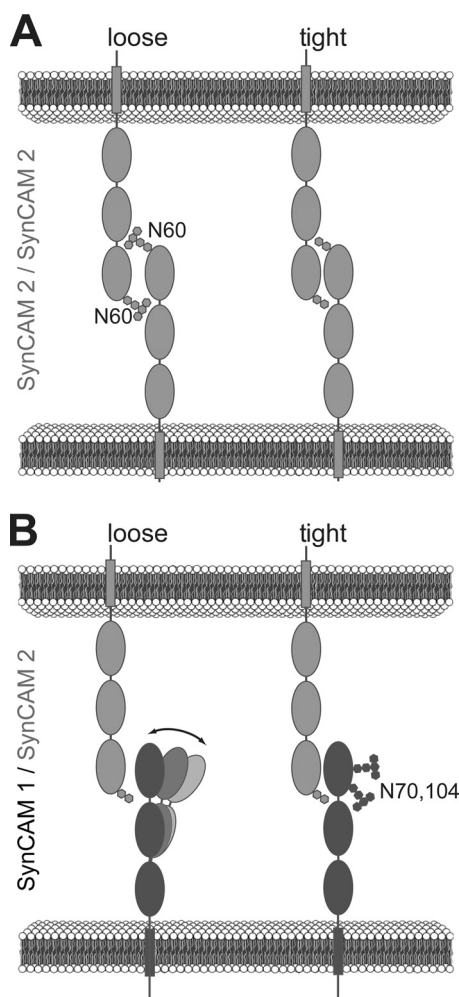 A
loose
tight
SynCAM 2 / SynCAM 2
N60
N60
B
loose
tight
SynCAM 1 / SynCAM 2
N70,104